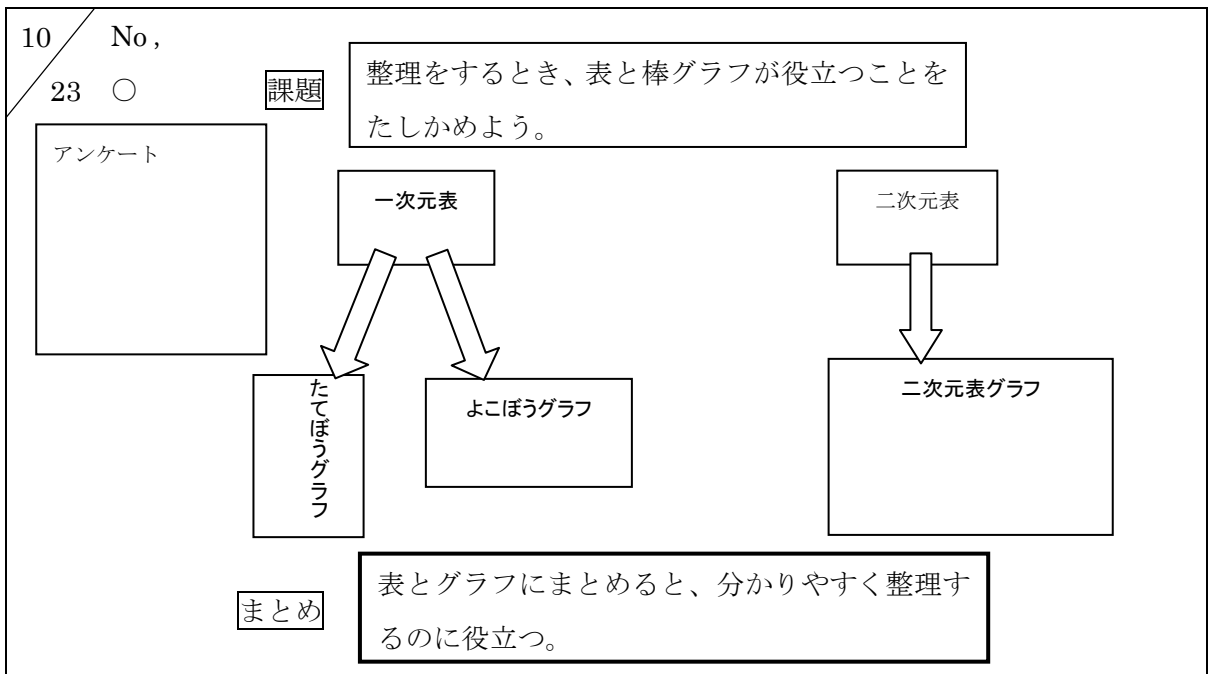 10 No ,
23 ○
課題
整理をするとき、表と棒グラフが役立つことを
たしかめよう。
アンケート
一次元表
二次元表
たてぼうグラフ
よこぼうグラフ
二次元表グラフ
まとめ
表とグラフにまとめると、分かりやすく整理す
るのに役立つ。